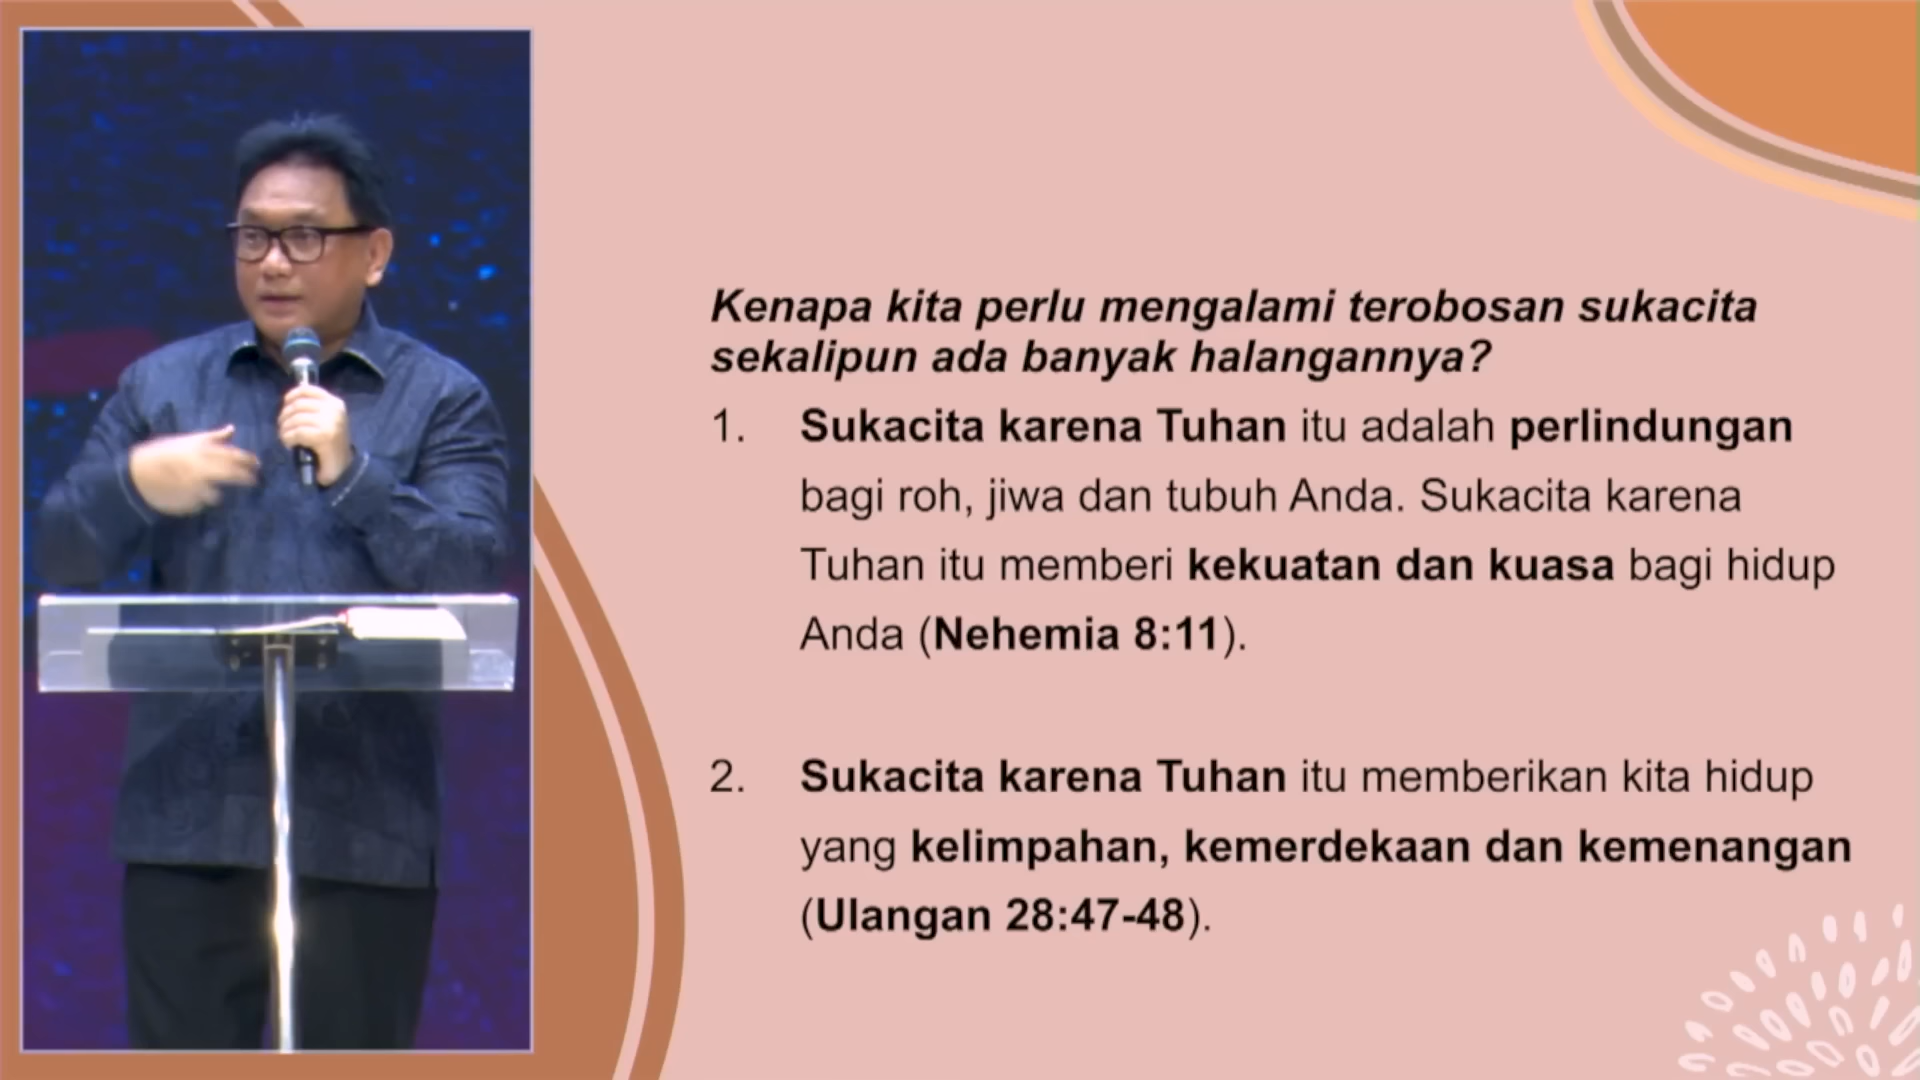 Kenapa kita perlu mengalami terobosan sukacita
sekalipun ada banyak halangannya?
1. Sukacita karena Tuhan itu adalah perlindungan
bagi roh, jiwa dan tubuh Anda. Sukacita karena
Tuhan itu memberi kekuatan dan kuasa bagi hidup
Anda (Nehemia 8:11).
2. Sukacita karena Tuhan itu memberikan kita hidup
yang kelimpahan, kemerdekaan dan kemenangan
(Ulangan 28:47-48).